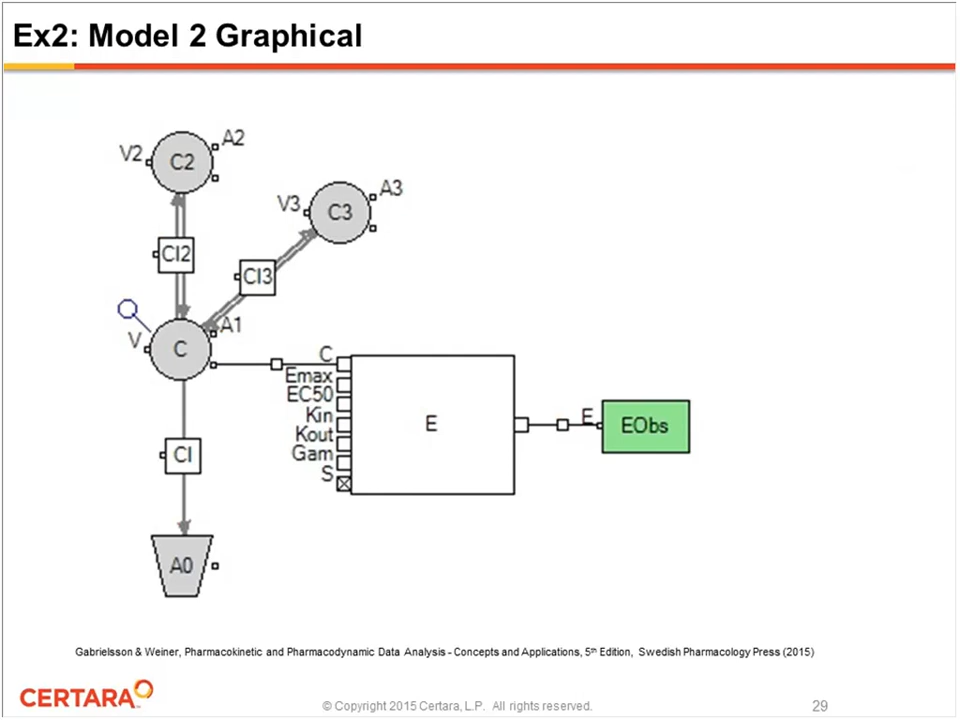 Ex2: Model 2 Graphical
A2
V2
C2
A3
V3
C3
Cl2
Cl3
A1
V
C
C
Emax
EC50
Kin
Kout
Gam
S
E
E
EObs
Cl
A0
Gabrielsson & Weiner, Pharmacokinetic and Pharmacodynamic Data Analysis - Concepts and Applications, 5th Edition, Swedish Pharmacology Press (2015)
CERTARA
© Copyright 2015 Certara, L.P. All rights reserved.
29